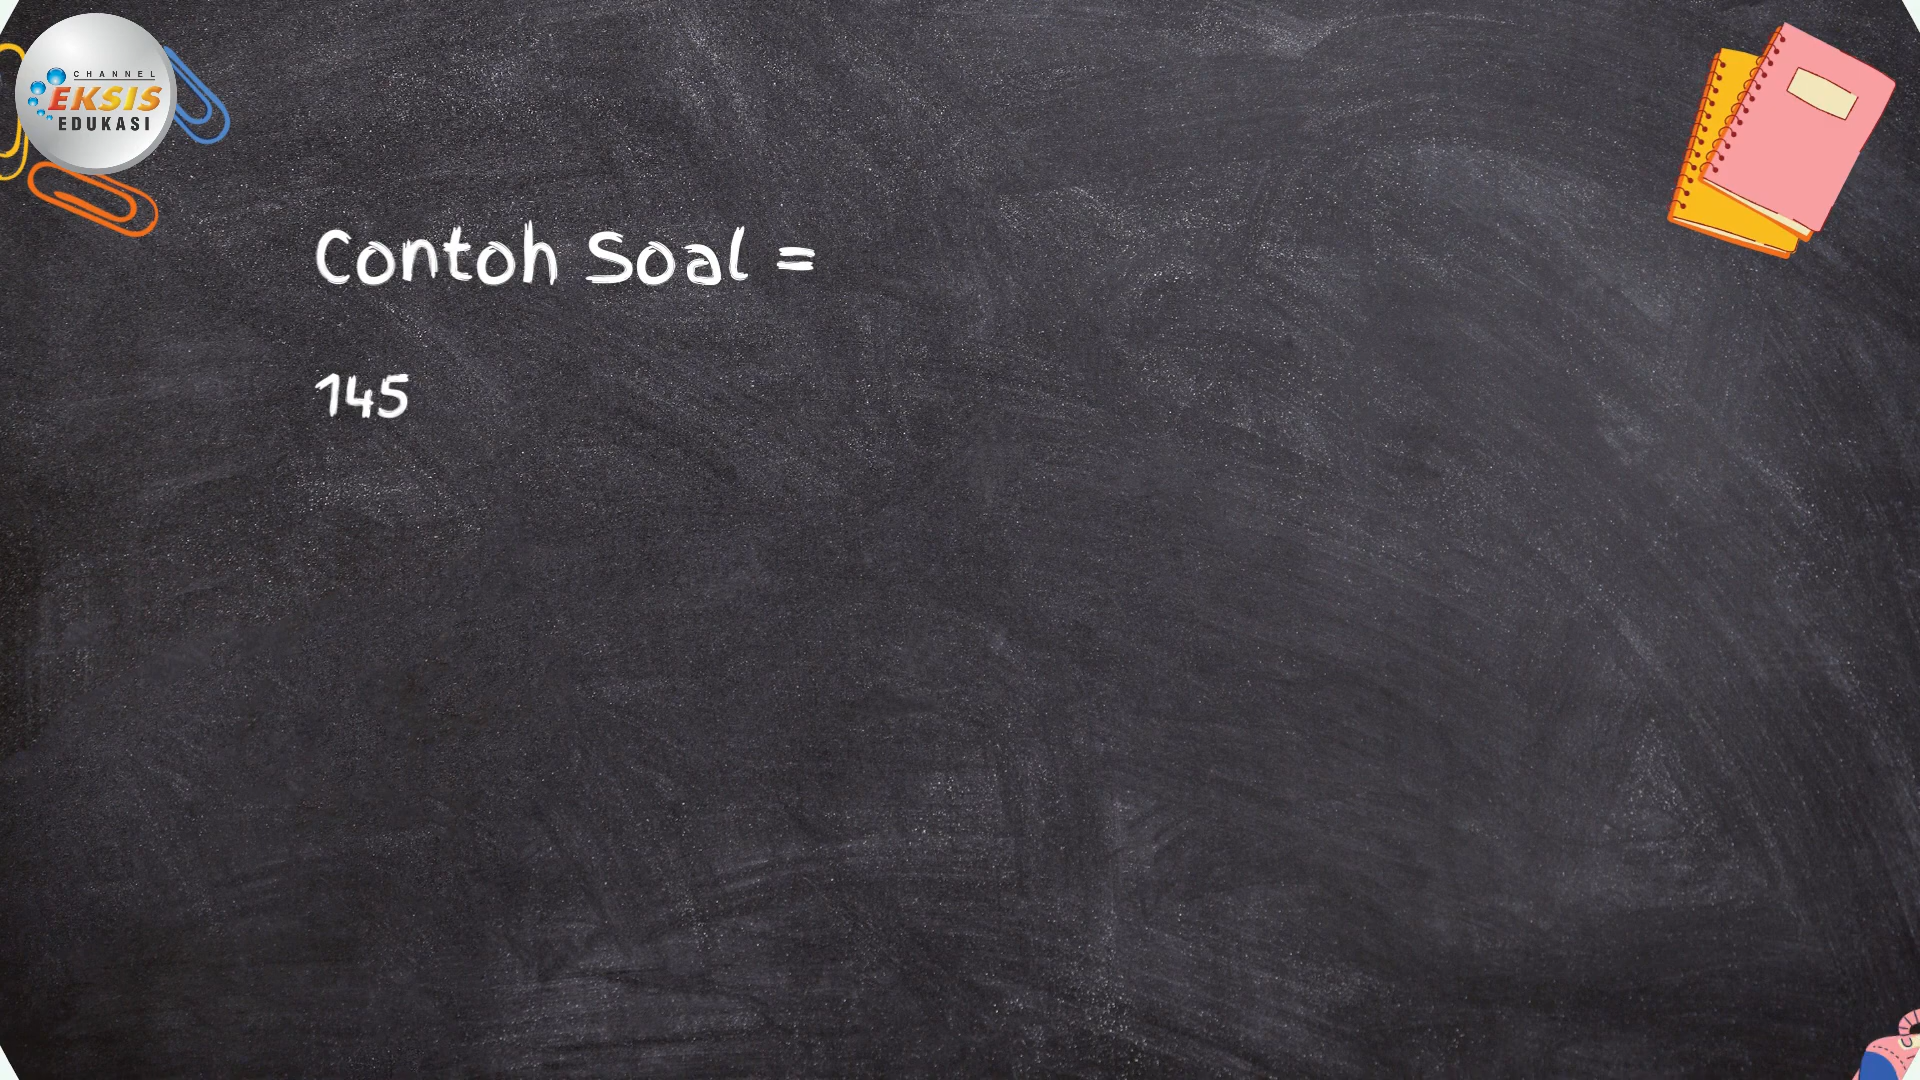 CHANNEL
EKSIS
EDUKASI
Contoh Soal =
145